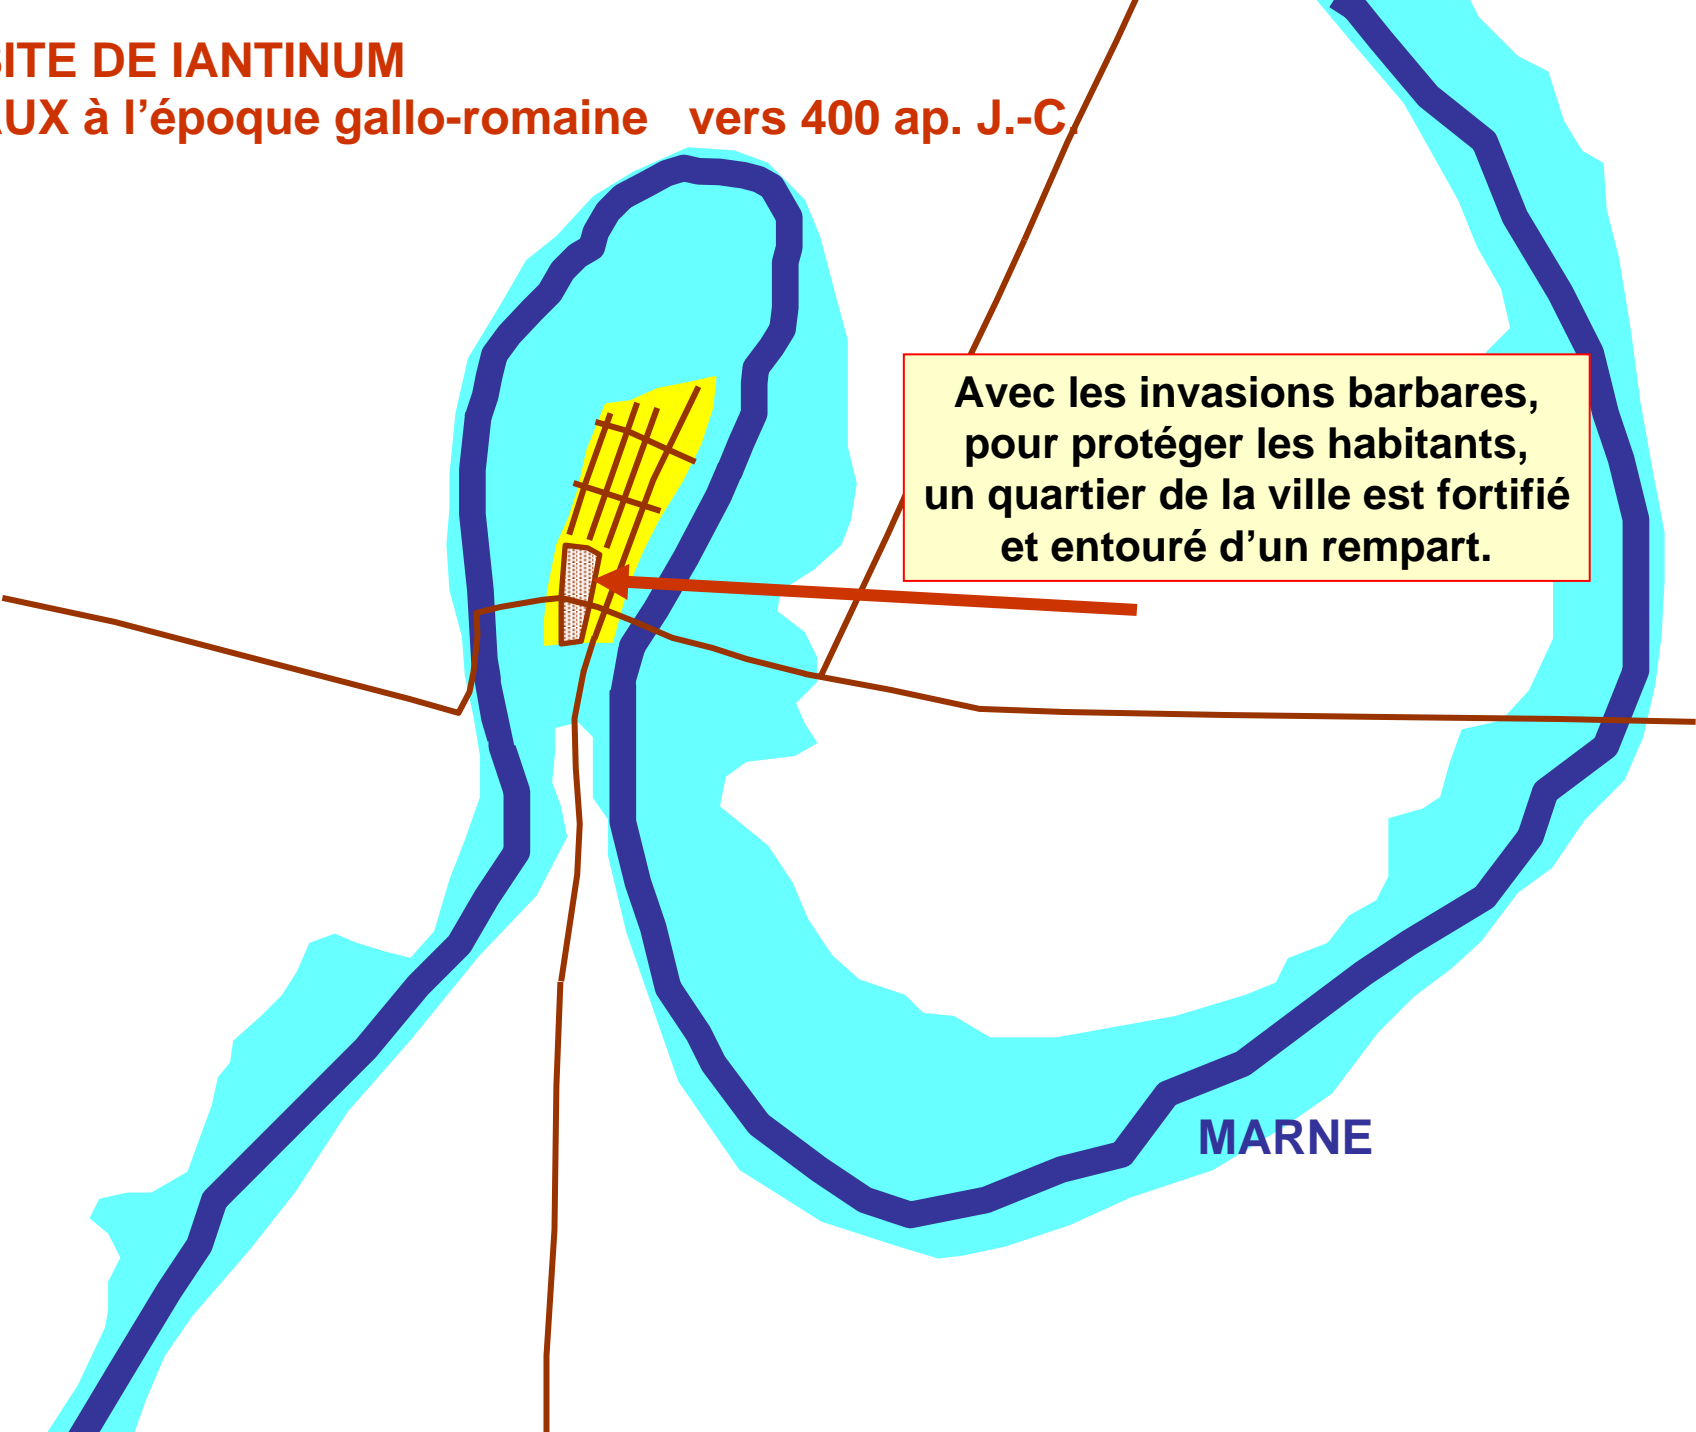 ITE DE IANTINUM
UX à l’époque gallo-romaine vers 400 ap. J.-C.
Avec les invasions barbares,
pour protéger les habitants,
un quartier de la ville est fortifié
et entouré d’un rempart.
MARNE